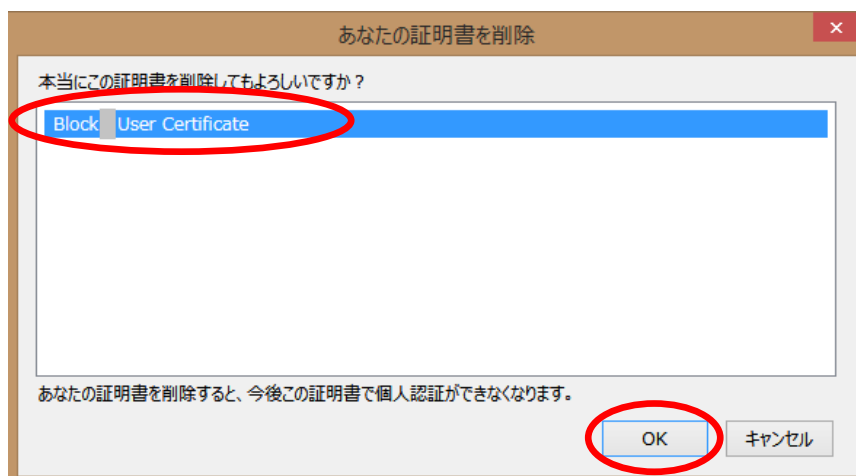 あなたの証明書を削除
本当にこの証明書を削除してもよろしいですか？
Block User Certificate
あなたの証明書を削除すると、今後この証明書で個人認証ができなくなります。
OK キャンセル